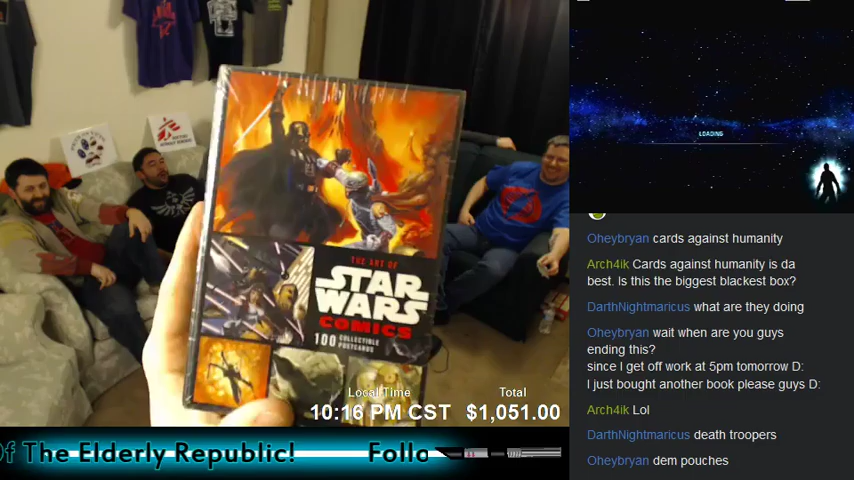 THE ART OF
STAR
WARS
COMICS
100 COLLECTIBLE
POSTCARDS
Local Time
Total
10:16 PM CST
$1,051.00
Of The Elderly Republic!
Follo
LOADING
Oheybryan cards against humanity
Arch4ik Cards against humanity is da
best. Is this the biggest blackest box?
DarthNightmaricus what are they doing
Oheybryan wait when are you guys
ending this?
since I get off work at 5pm tomorrow D:
I just bought another book please guys D:
Arch4ik Lol
DarthNightmaricus death troopers
Oheybryan dem pouches